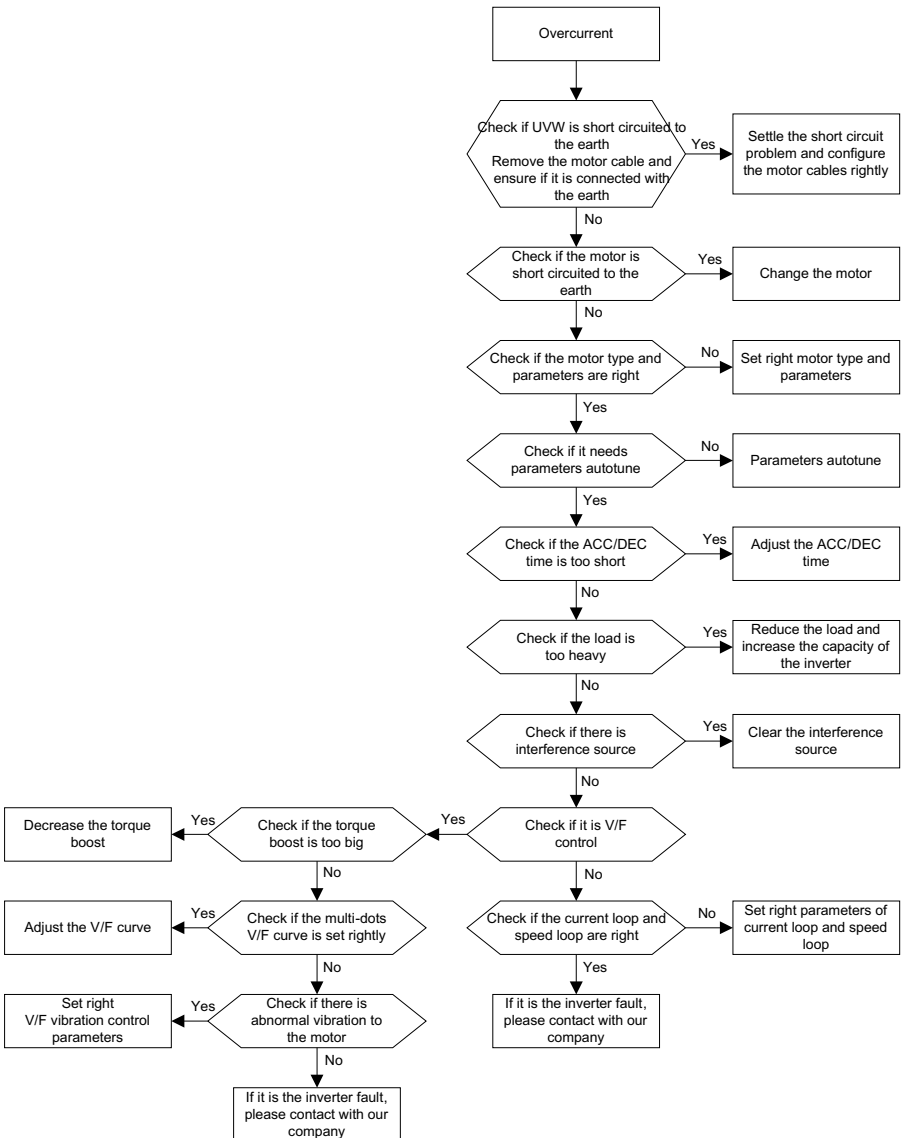 Overcurrent
Check if UVW is short circuited to
the earth
Remove the motor cable and
ensure if it is connected with
the earth
Yes
Settle the short circuit
problem and configure
the motor cables rightly
No
Check if the motor is
short circuited to the
earth
Yes
Change the motor
No
Check if the motor type and
parameters are right
No
Set right motor type and
parameters
Yes
Check if it needs
parameters autotune
No
Parameters autotune
Yes
Check if the ACC/DEC
time is too short
Yes
Adjust the ACC/DEC
time
No
Check if the load is
too heavy
Yes
Reduce the load and
increase the capacity of
the inverter
No
Check if there is
interference source
Yes
Clear the interference
source
No
Check if it is V/F
control
Yes
Check if the torque
boost is too big
Yes
Decrease the torque
boost
No
Check if the multi-dots
V/F curve is set rightly
Yes
Adjust the V/F curve
No
Check if there is
abnormal vibration to
the motor
Yes
Set right
V/F vibration control
parameters
No
If it is the inverter fault,
please contact with our
company
No
Check if the current loop and
speed loop are right
No
Set right parameters of
current loop and speed
loop
Yes
If it is the inverter fault,
please contact with our
company